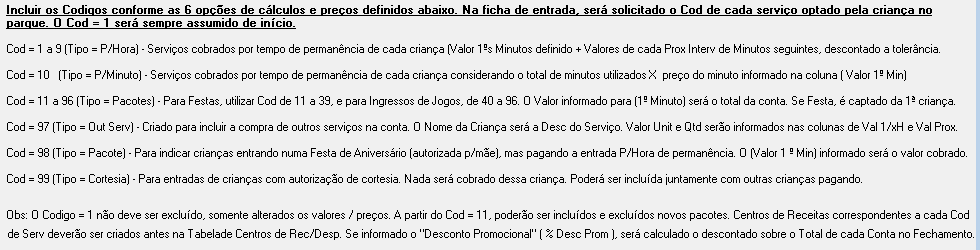 Incluir os Codigos conforme as 6 opções de cálculos e preços definidos abaixo. Na ficha de entrada, será solicitado o Cod de cada serviço optado pela criança no
parque. O Cod = 1 será sempre assumido de início.
Cod = 1 a 9 (Tipo = P/Hora) - Serviços cobrados por tempo de permanência de cada criança (Valor 1ºs Minutos definido + Valores de cada Prox Interv de Minutos seguintes, descontado a tolerância.
Cod = 10 (Tipo = P/Minuto) - Serviços cobrados por tempo de permanência de cada criança considerando o total de minutos utilizados X preço do minuto informado na coluna ( Valor 1º Min)
Cod = 11 a 96 (Tipo = Pacotes) - Para Festas, utilizar Cod de 11 a 39, e para Ingressos de Jogos, de 40 a 96. O Valor informado para (1º Minuto) será o total da conta. Se Festa, é captado da 1ª criança.
Cod = 97 (Tipo = Out Serv) - Criado para incluir a compra de outros serviços na conta. O Nome da Criança será a Desc do Serviço. Valor Unit e Qtd serão informados nas colunas de Val 1/xH e Val Prox.
Cod = 98 (Tipo = Pacote) - Para indicar crianças entrando numa Festa de Aniversário (autorizada p/mãe), mas pagando a entrada P/Hora de permanência. O (Valor 1 º Min) informado será o valor cobrado.
Cod = 99 (Tipo = Cortesia) - Para entradas de crianças com autorização de cortesia. Nada será cobrado dessa criança. Poderá ser incluída juntamente com outras crianças pagando.
Obs: O Codigo = 1 não deve ser excluído, somente alterados os valores / preços. A partir do Cod = 11, poderão ser incluídos e excluídos novos pacotes. Centros de Receitas correspondentes a cada Cod
de Serv deverão ser criados antes na Tabelade Centros de Rec/Desp. Se informado o "Desconto Promocional" ( % Desc Prom ), será calculado o descontado sobre o Total de cada Conta no Fechamento.